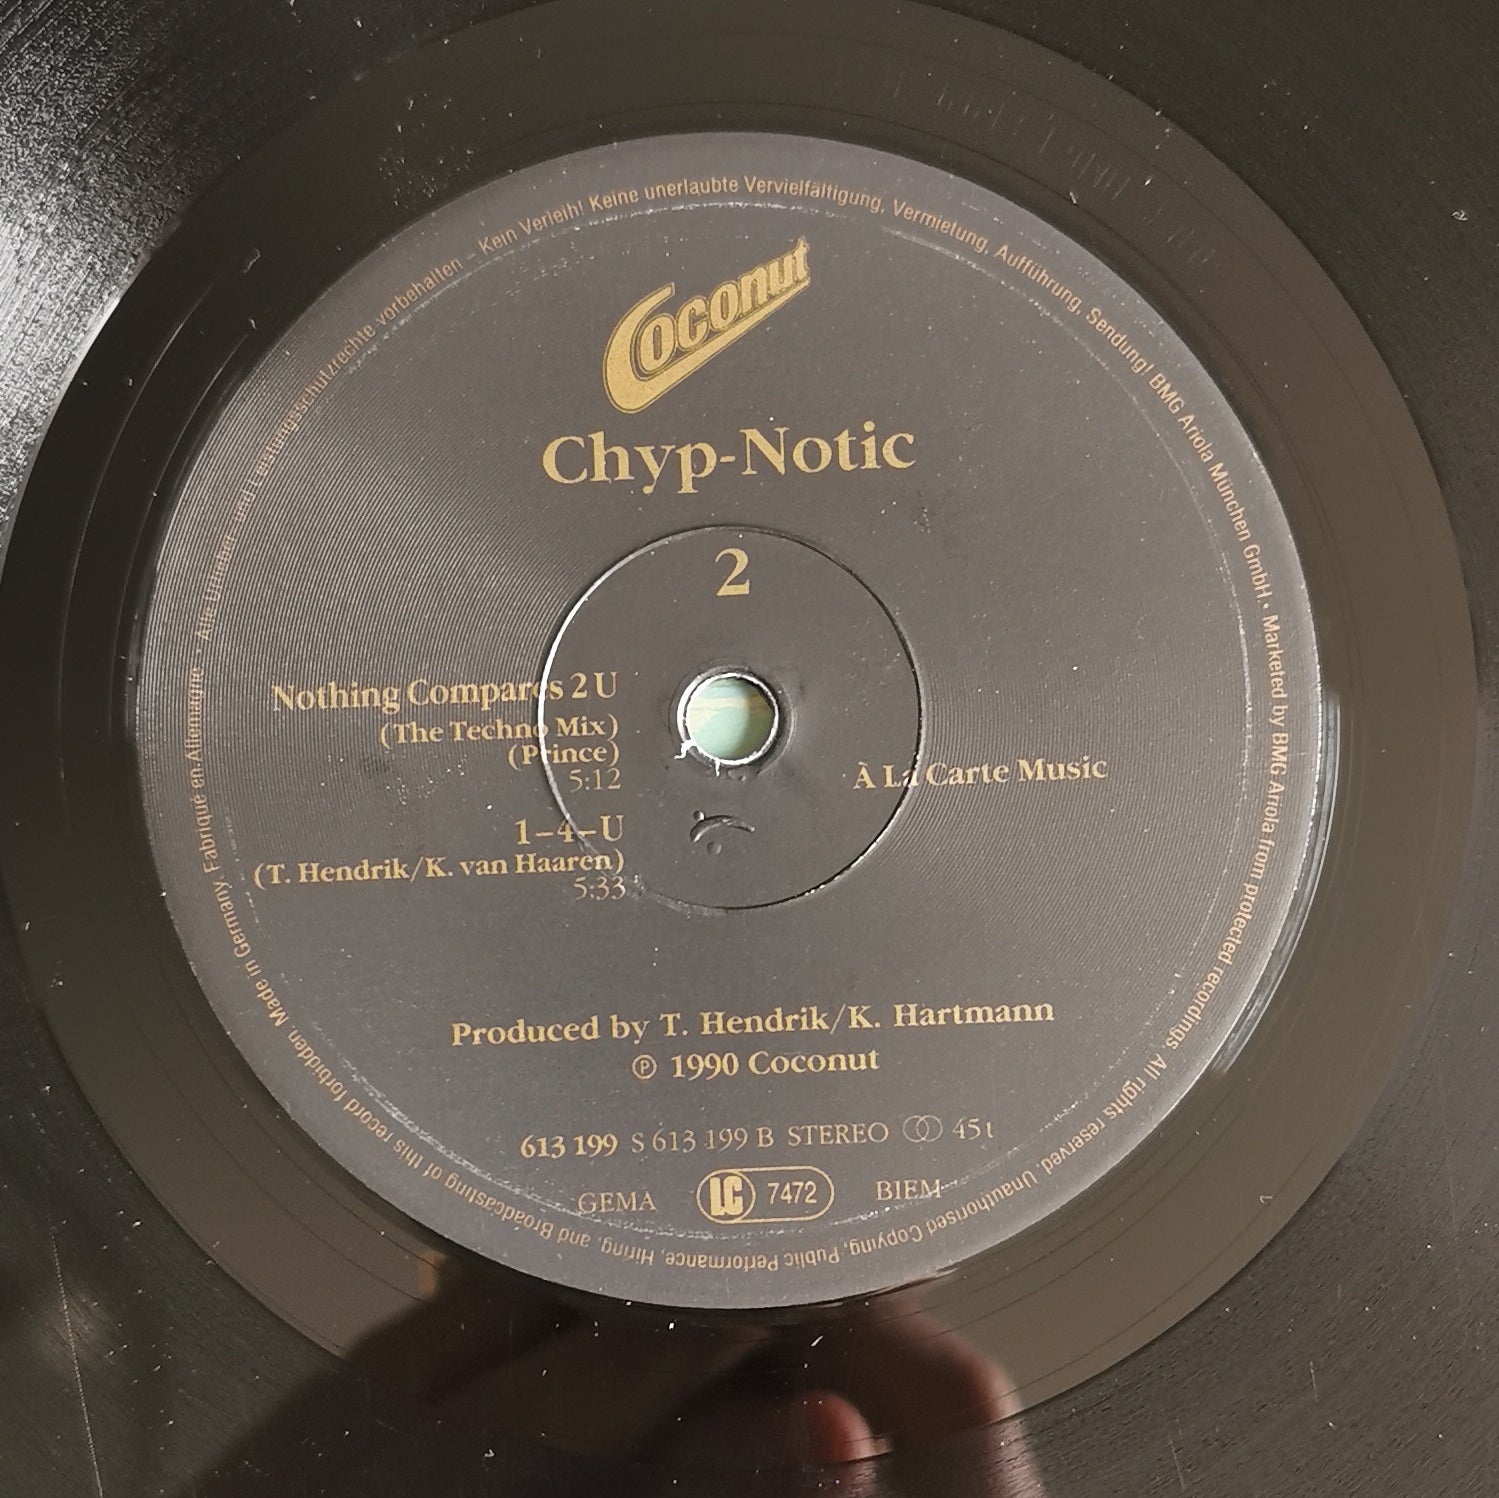 Coconut
Chyp-Notic
2
Nothing Compares 2 U
(The Techno Mix)
(Prince)
5:12
1–4–U
(T. Hendrik/K. van Haaren)
5:33
À La Carte Music
Produced by T. Hendrik/K. Hartmann
Ⓟ 1990 Coconut
613 199 S 613 199 B STEREO 45 t
GEMA LC 7472 BIEM
• Alle Urheber- und Leistungsschutzrechte vorbehalten – Kein Verleih! Keine unerlaubte Vervielfältigung, Vermietung, Aufführung, Sendung! BMG Ariola München GmbH • Marketed by BMG Ariola from protected recordings. All rights reserved. Unauthorised Copying, Public Performance, Hiring, and Broadcasting of this record forbidden. Made in Germany. Fabriqué en Allemagne